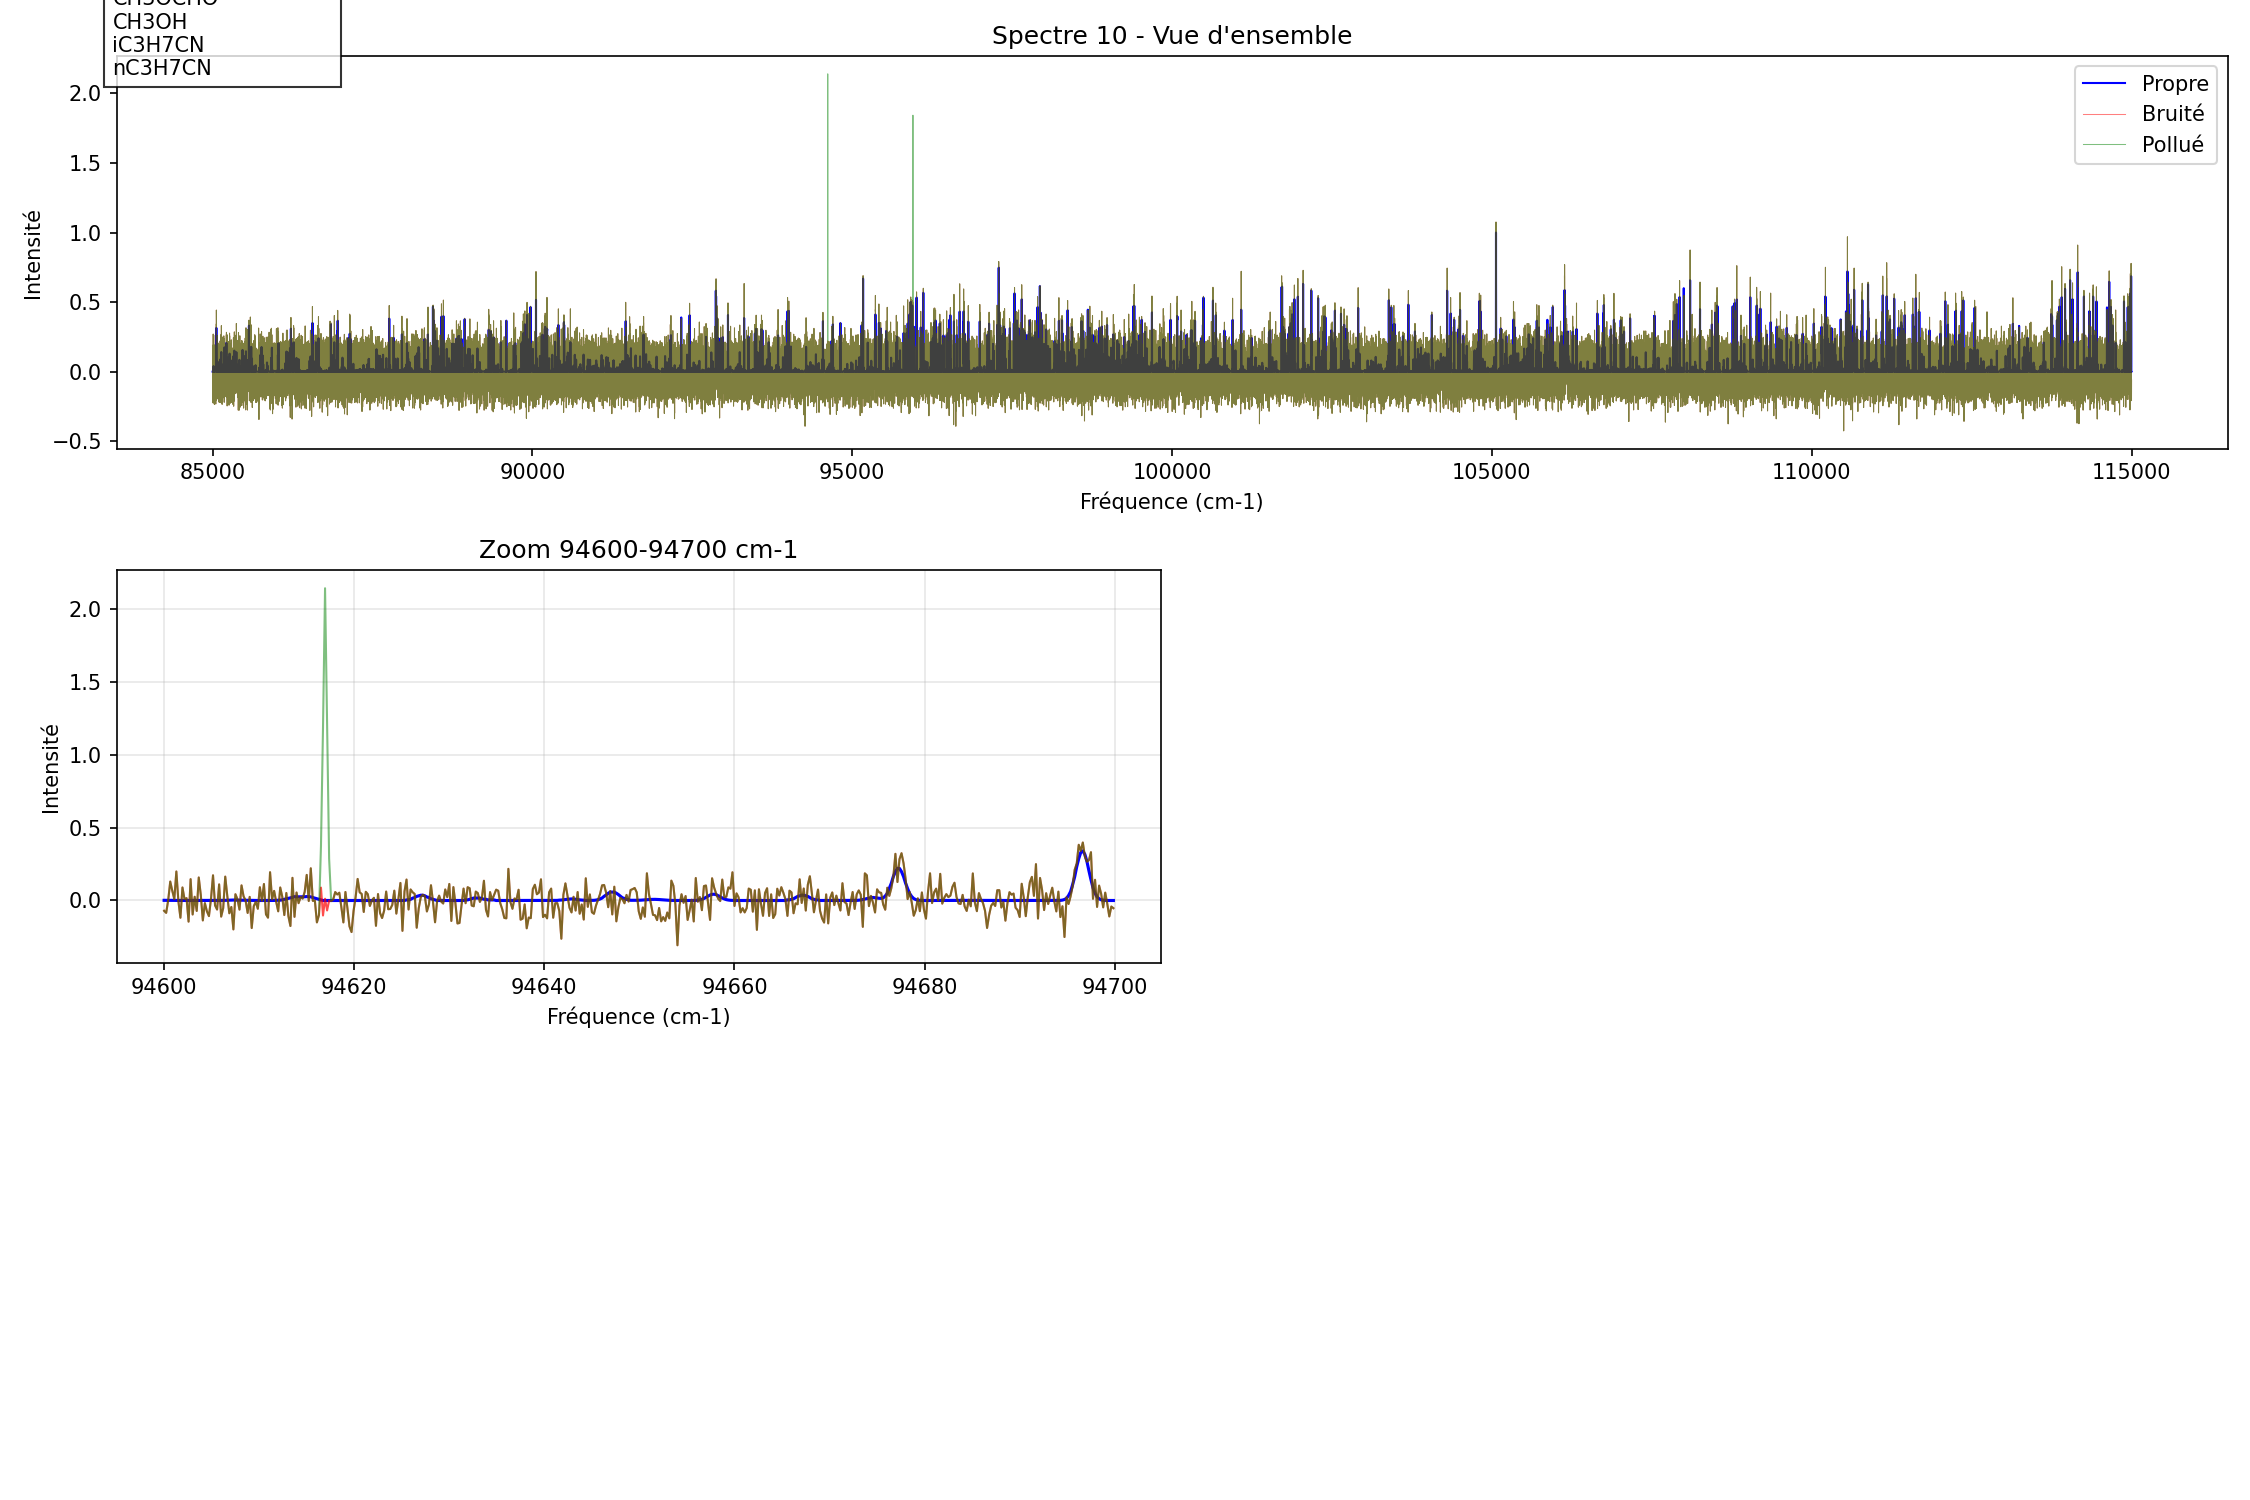 CH3OCHO
CH3OH
iC3H7CN
nC3H7CN
Spectre 10 - Vue d'ensemble
Propre
Bruité
Pollué
Intensité
2.0
1.5
1.0
0.5
0.0
−0.5
85000 90000 95000 100000 105000 110000 115000
Fréquence (cm-1)
Zoom 94600-94700 cm-1
Intensité
2.0
1.5
1.0
0.5
0.0
94600 94620 94640 94660 94680 94700
Fréquence (cm-1)